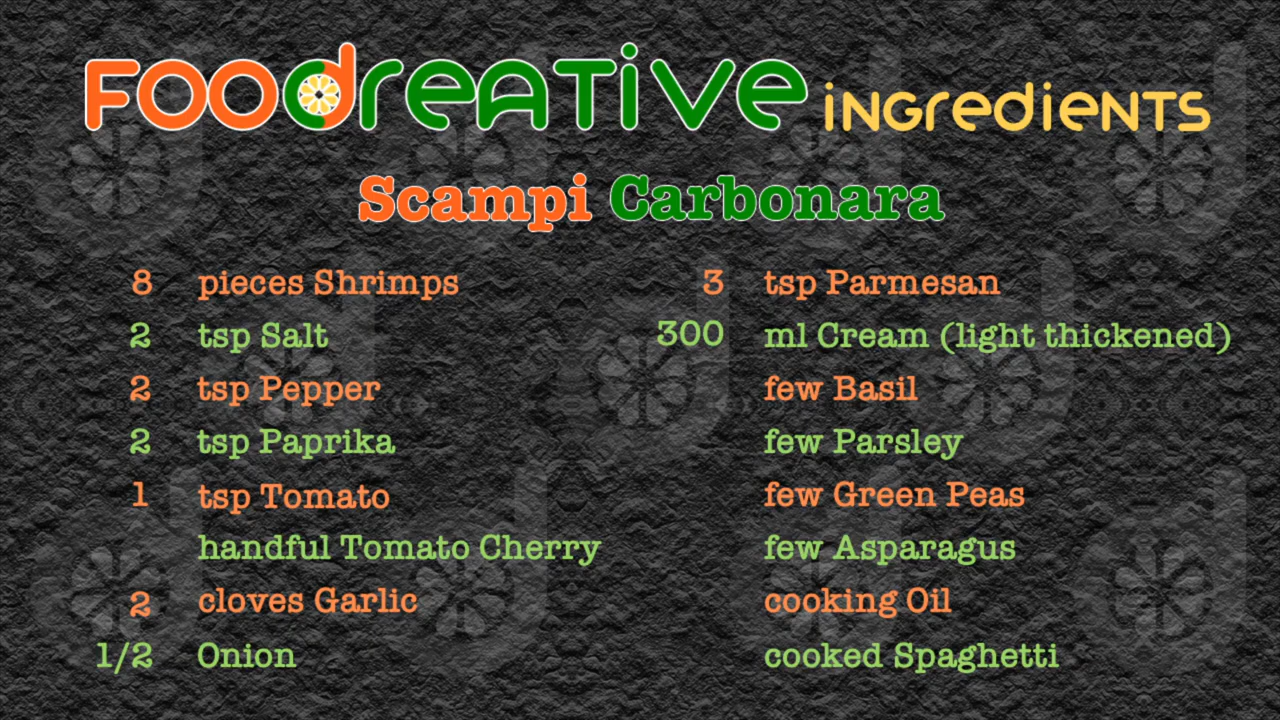 Foodreative ingredients
Scampi Carbonara
8 pieces Shrimps
2 tsp Salt
2 tsp Pepper
2 tsp Paprika
1 tsp Tomato
handful Tomato Cherry
2 cloves Garlic
1/2 Onion
3 tsp Parmesan
300 ml Cream (light thickened)
few Basil
few Parsley
few Green Peas
few Asparagus
cooking Oil
cooked Spaghetti